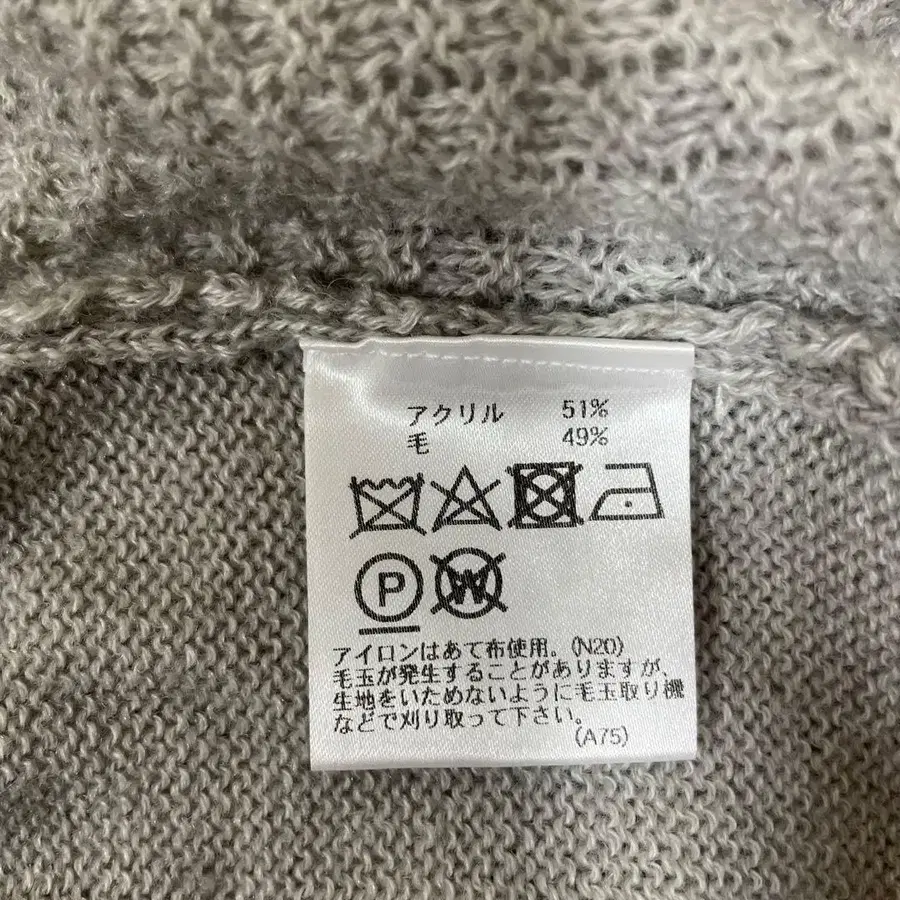 アクリル 51%
毛 49%
P W
アイロンはあて布使用。(N20)
毛玉が発生することがありますが、
生地をいためないように毛玉取り機
などで刈り取って下さい。
(A75)